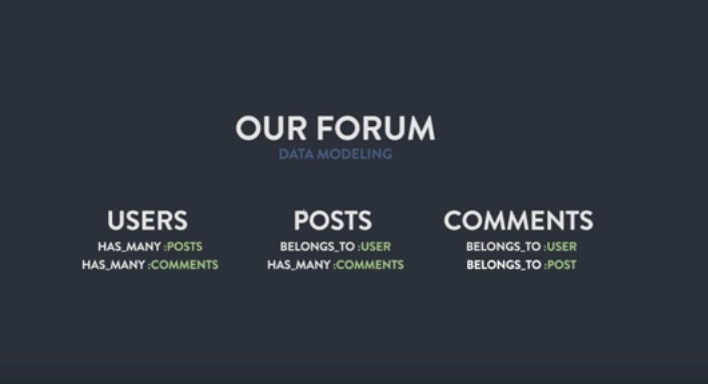 OUR FORUM
DATA MODELING
USERS
HAS_MANY :POSTS
HAS_MANY :COMMENTS
POSTS
BELONGS_TO :USER
HAS_MANY :COMMENTS
COMMENTS
BELONGS_TO :USER
BELONGS_TO :POST